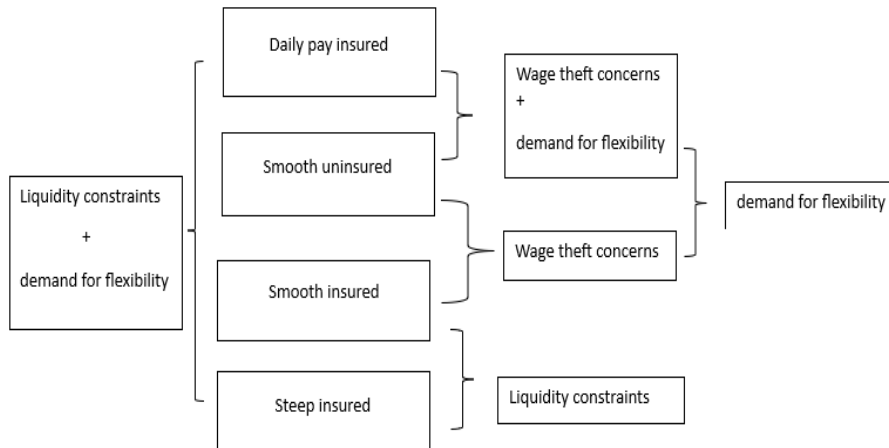 Liquidity constraints
+
demand for flexibility
Daily pay insured
Smooth uninsured
Smooth insured
Steep insured
Wage theft concerns
+
demand for flexibility
Wage theft concerns
Liquidity constraints
demand for flexibility